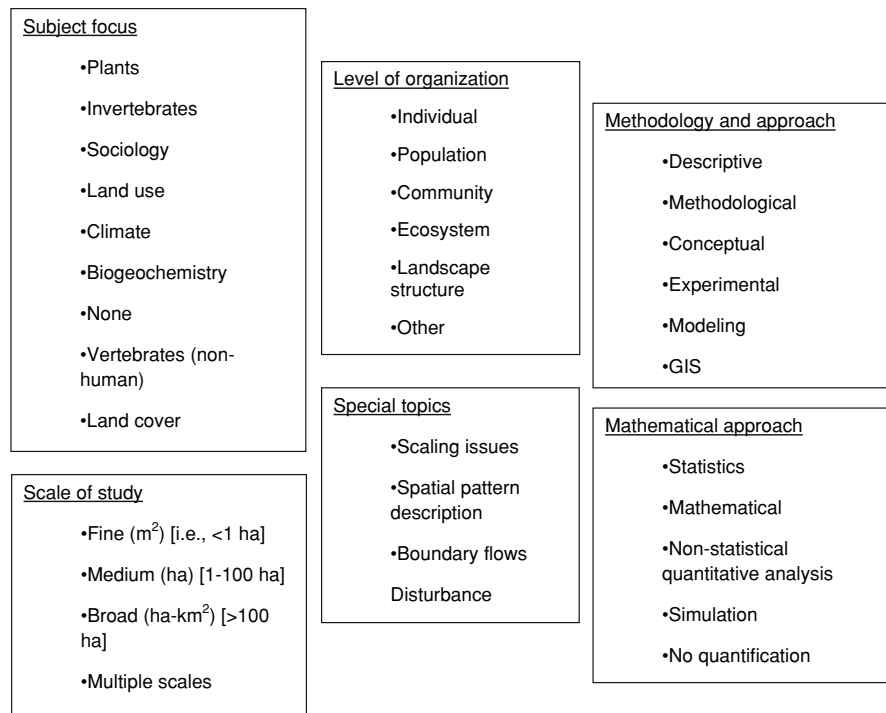 Subject focus
•Plants
•Invertebrates
•Sociology
•Land use
•Climate
•Biogeochemistry
•None
•Vertebrates (non-
human)
•Land cover
Scale of study
•Fine (m²) [i.e., <1 ha]
•Medium (ha) [1-100 ha]
•Broad (ha-km²) [>100
ha]
•Multiple scales
Level of organization
•Individual
•Population
•Community
•Ecosystem
•Landscape
structure
•Other
Special topics
•Scaling issues
•Spatial pattern
description
•Boundary flows
Disturbance
Methodology and approach
•Descriptive
•Methodological
•Conceptual
•Experimental
•Modeling
•GIS
Mathematical approach
•Statistics
•Mathematical
•Non-statistical
quantitative analysis
•Simulation
•No quantification